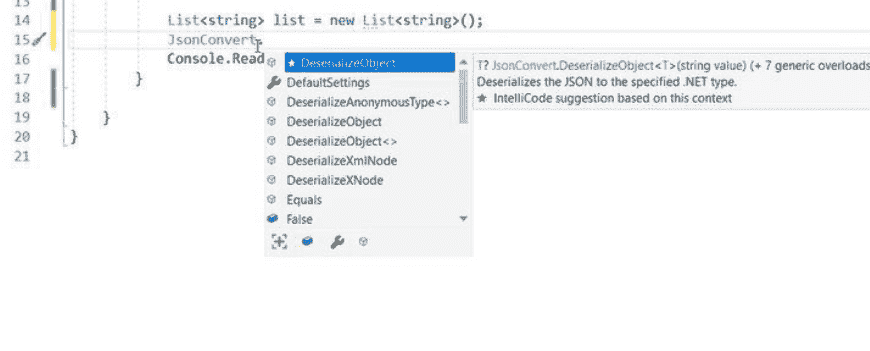 13
14 List<string> list = new List<string>();
15 JsonConvert.
16 Console.Read
17 }
18
19 }
20 }
21
★ DeserializeObject
DefaultSettings
DeserializeAnonymousType<>
DeserializeObject
DeserializeObject<>
DeserializeXmlNode
DeserializeXNode
Equals
False
T? JsonConvert.DeserializeObject<T>(string value) (+ 7 generic overloads
Deserializes the JSON to the specified .NET type.
★ IntelliCode suggestion based on this context